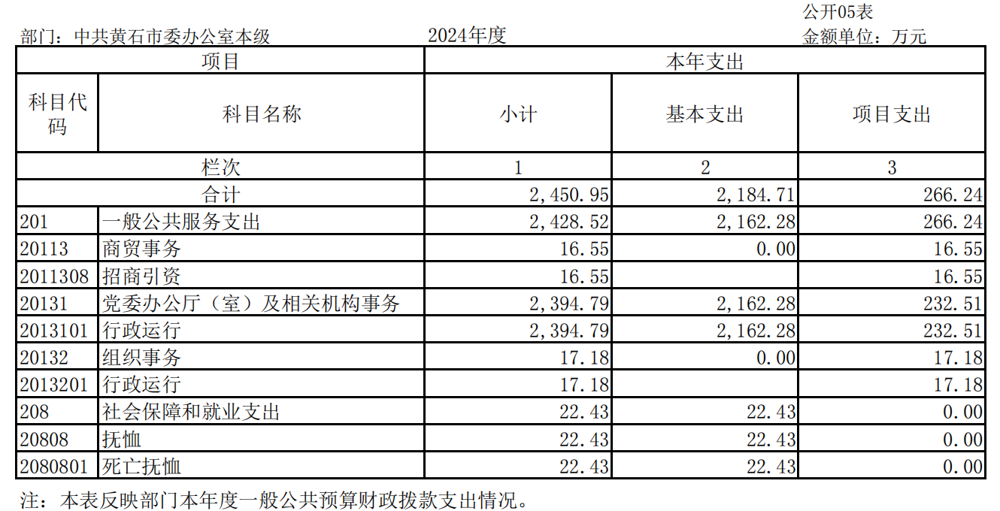 公开05表
部门：中共黄石市委办公室本级 2024年度 金额单位：万元
项目 本年支出
科目代码 科目名称 小计 基本支出 项目支出
栏次 1 2 3
合计 2,450.95 2,184.71 266.24
201 一般公共服务支出 2,428.52 2,162.28 266.24
20113 商贸事务 16.55 0.00 16.55
2011308 招商引资 16.55 16.55
20131 党委办公厅（室）及相关机构事务 2,394.79 2,162.28 232.51
2013101 行政运行 2,394.79 2,162.28 232.51
20132 组织事务 17.18 0.00 17.18
2013201 行政运行 17.18 17.18
208 社会保障和就业支出 22.43 22.43 0.00
20808 抚恤 22.43 22.43 0.00
2080801 死亡抚恤 22.43 22.43 0.00
注：本表反映部门本年度一般公共预算财政拨款支出情况。